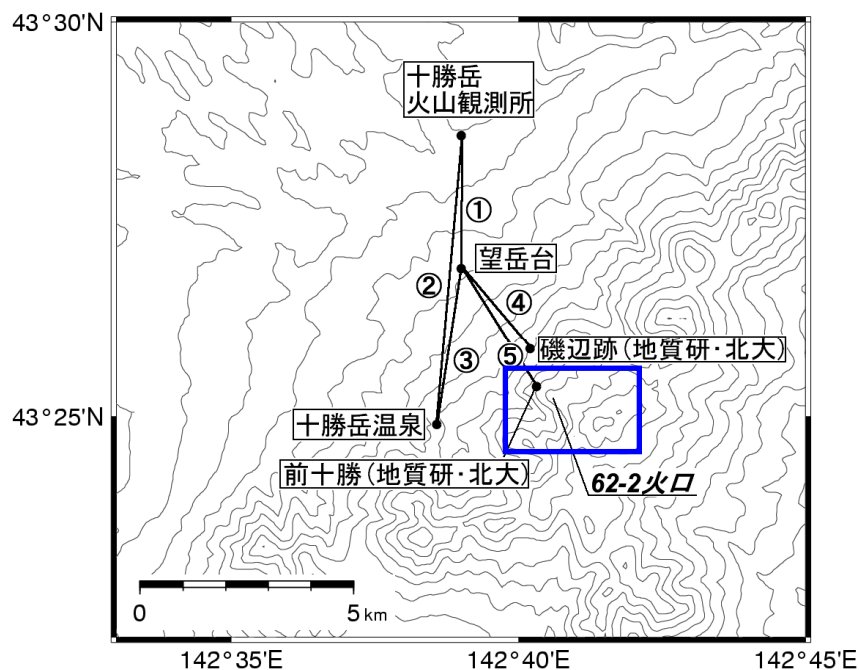 43°30'N
十勝岳
火山観測所
①
望岳台
②
④
③
⑤
磯辺跡(地質研・北大)
43°25'N
十勝岳温泉
前十勝(地質研・北大)
62-2火口
0
5 km
142°35'E
142°40'E
142°45'E